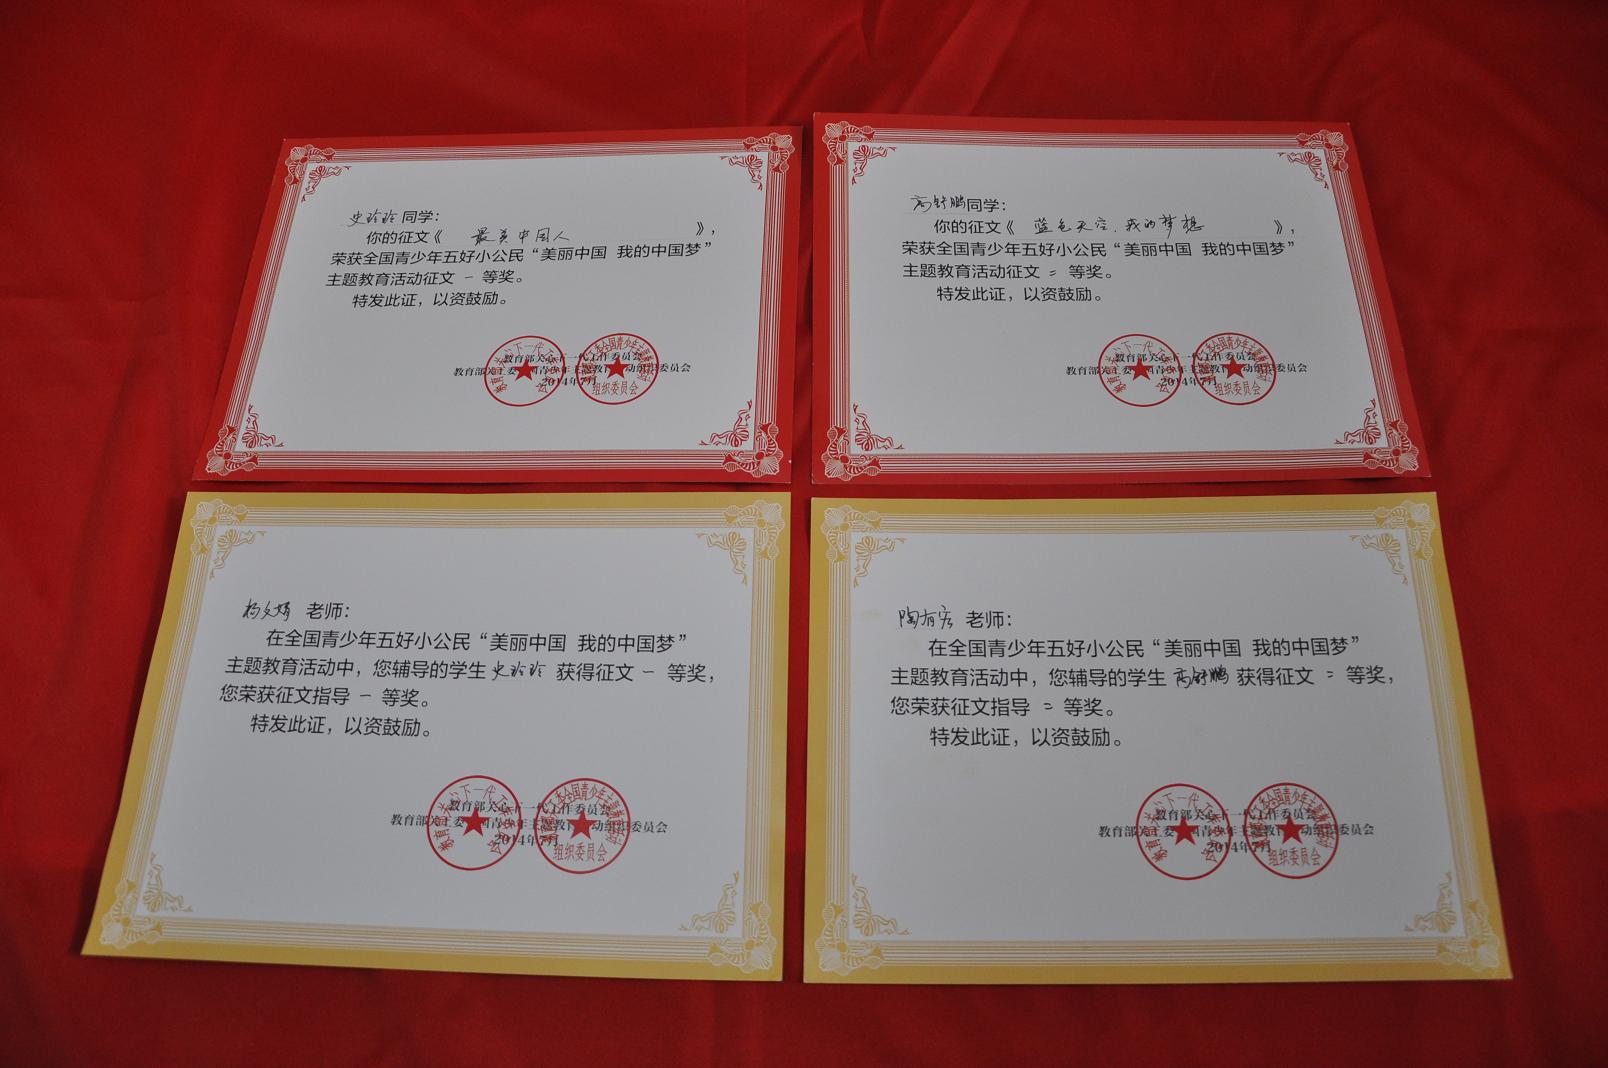 史玲玲 同学：
你的征文《 最美中国人 》，
荣获全国青少年五好小公民“美丽中国 我的中国梦”
主题教育活动征文 一 等奖。
特发此证，以资鼓励。
教育部关心下一代工作委员会
教育部关工委全国青少年主题教育活动组织委员会
2014年7月
高舒鹏同学：
你的征文《 蓝色天空.我的梦想 》，
荣获全国青少年五好小公民“美丽中国 我的中国梦”
主题教育活动征文 二 等奖。
特发此证，以资鼓励。
教育部关心下一代工作委员会
教育部关工委全国青少年主题教育活动组织委员会
2014年7月
杨文婧 老师：
在全国青少年五好小公民“美丽中国 我的中国梦”
主题教育活动中，您辅导的学生 史玲玲 获得征文 一 等奖，
您荣获征文指导 一 等奖。
特发此证，以资鼓励。
教育部关心下一代工作委员会
教育部关工委全国青少年主题教育活动组织委员会
2014年7月
陶有宏 老师：
在全国青少年五好小公民“美丽中国 我的中国梦”
主题教育活动中，您辅导的学生 高舒鹏 获得征文 二 等奖，
您荣获征文指导 二 等奖。
特发此证，以资鼓励。
教育部关心下一代工作委员会
教育部关工委全国青少年主题教育活动组织委员会
2014年7月